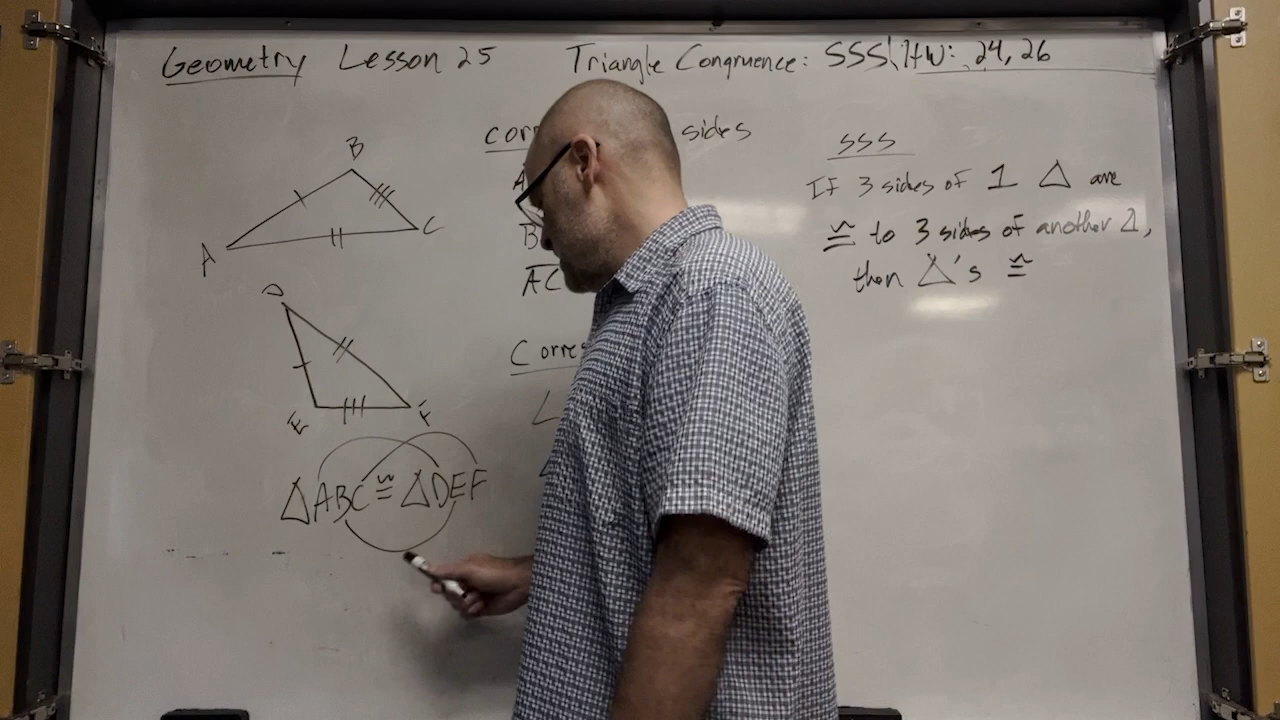 Geometry Lesson 25 Triangle Congruence: SSS\HW: 24, 26
B
A
C
D
E
F
△ABC ≅ △DEF
sides
A
B
AC
∠
SSS
If 3 sides of 1 △ are
≅ to 3 sides of another △,
then △'s ≅